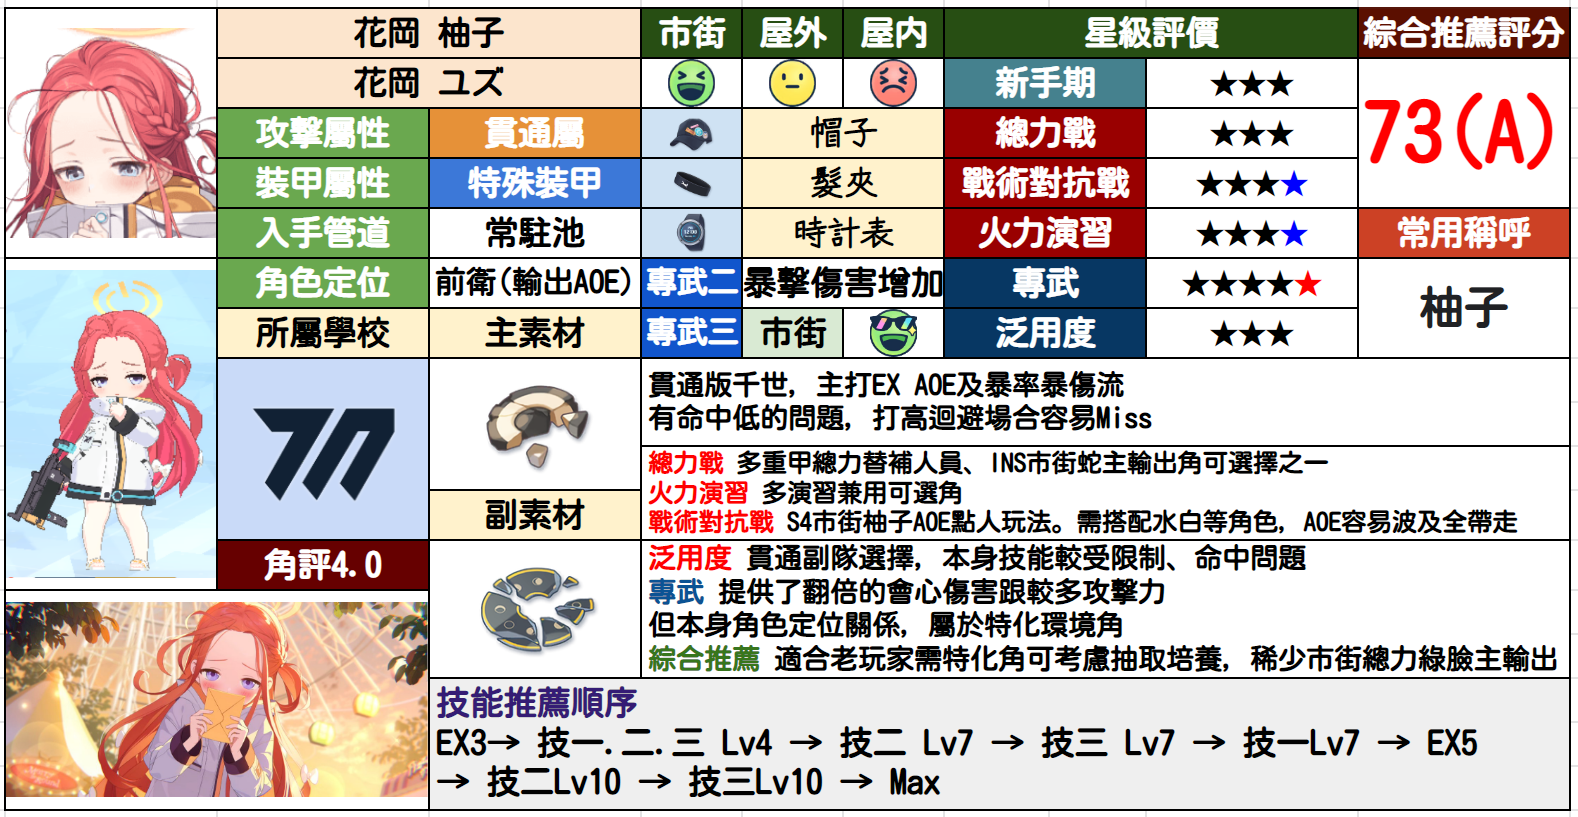 花岡 柚子
市街
屋外
屋内
星級評價
綜合推薦評分
花岡 ユズ
新手期
★★★
73(A)
攻擊屬性
貫通屬
帽子
總力戰
★★★
裝甲屬性
特殊裝甲
髮夾
戰術對抗戰
★★★★
入手管道
常駐池
時計表
火力演習
★★★★
常用稱呼
角色定位
前衛(輸出AOE)
專武二
暴擊傷害增加
專武
★★★★★
柚子
所屬學校
主素材
專武三
市街
泛用度
★★★
貫通版千世, 主打EX AOE及暴率暴傷流
有命中低的問題, 打高迴避場合容易Miss
總力戰 多重甲總力替補人員、INS市街蛇主輸出角可選擇之一
火力演習 多演習兼用可選角
戰術對抗戰 S4市街柚子AOE點人玩法。需搭配水白等角色, AOE容易波及全帶走
副素材
角評4.0
泛用度 貫通副隊選擇, 本身技能較受限制、命中問題
專武 提供了翻倍的會心傷害跟較多攻擊力
但本身角色定位關係, 屬於特化環境角
綜合推薦 適合老玩家需特化角可考慮抽取培養, 稀少市街總力綠臉主輸出
技能推薦順序
EX3→ 技一.二.三 Lv4 → 技二 Lv7 → 技三 Lv7 → 技一Lv7 → EX5
→ 技二Lv10 → 技三Lv10 → Max